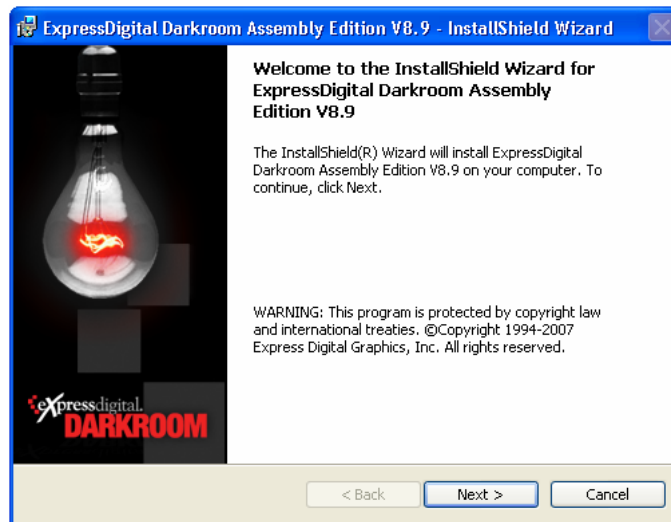 ExpressDigital Darkroom Assembly Edition V8.9 - InstallShield Wizard
Welcome to the InstallShield Wizard for
ExpressDigital Darkroom Assembly
Edition V8.9
The InstallShield(R) Wizard will install ExpressDigital
Darkroom Assembly Edition V8.9 on your computer. To
continue, click Next.
WARNING: This program is protected by copyright law
and international treaties. ©Copyright 1994-2007
Express Digital Graphics, Inc. All rights reserved.
eXpressdigital.
DARKROOM
< Back
Next >
Cancel